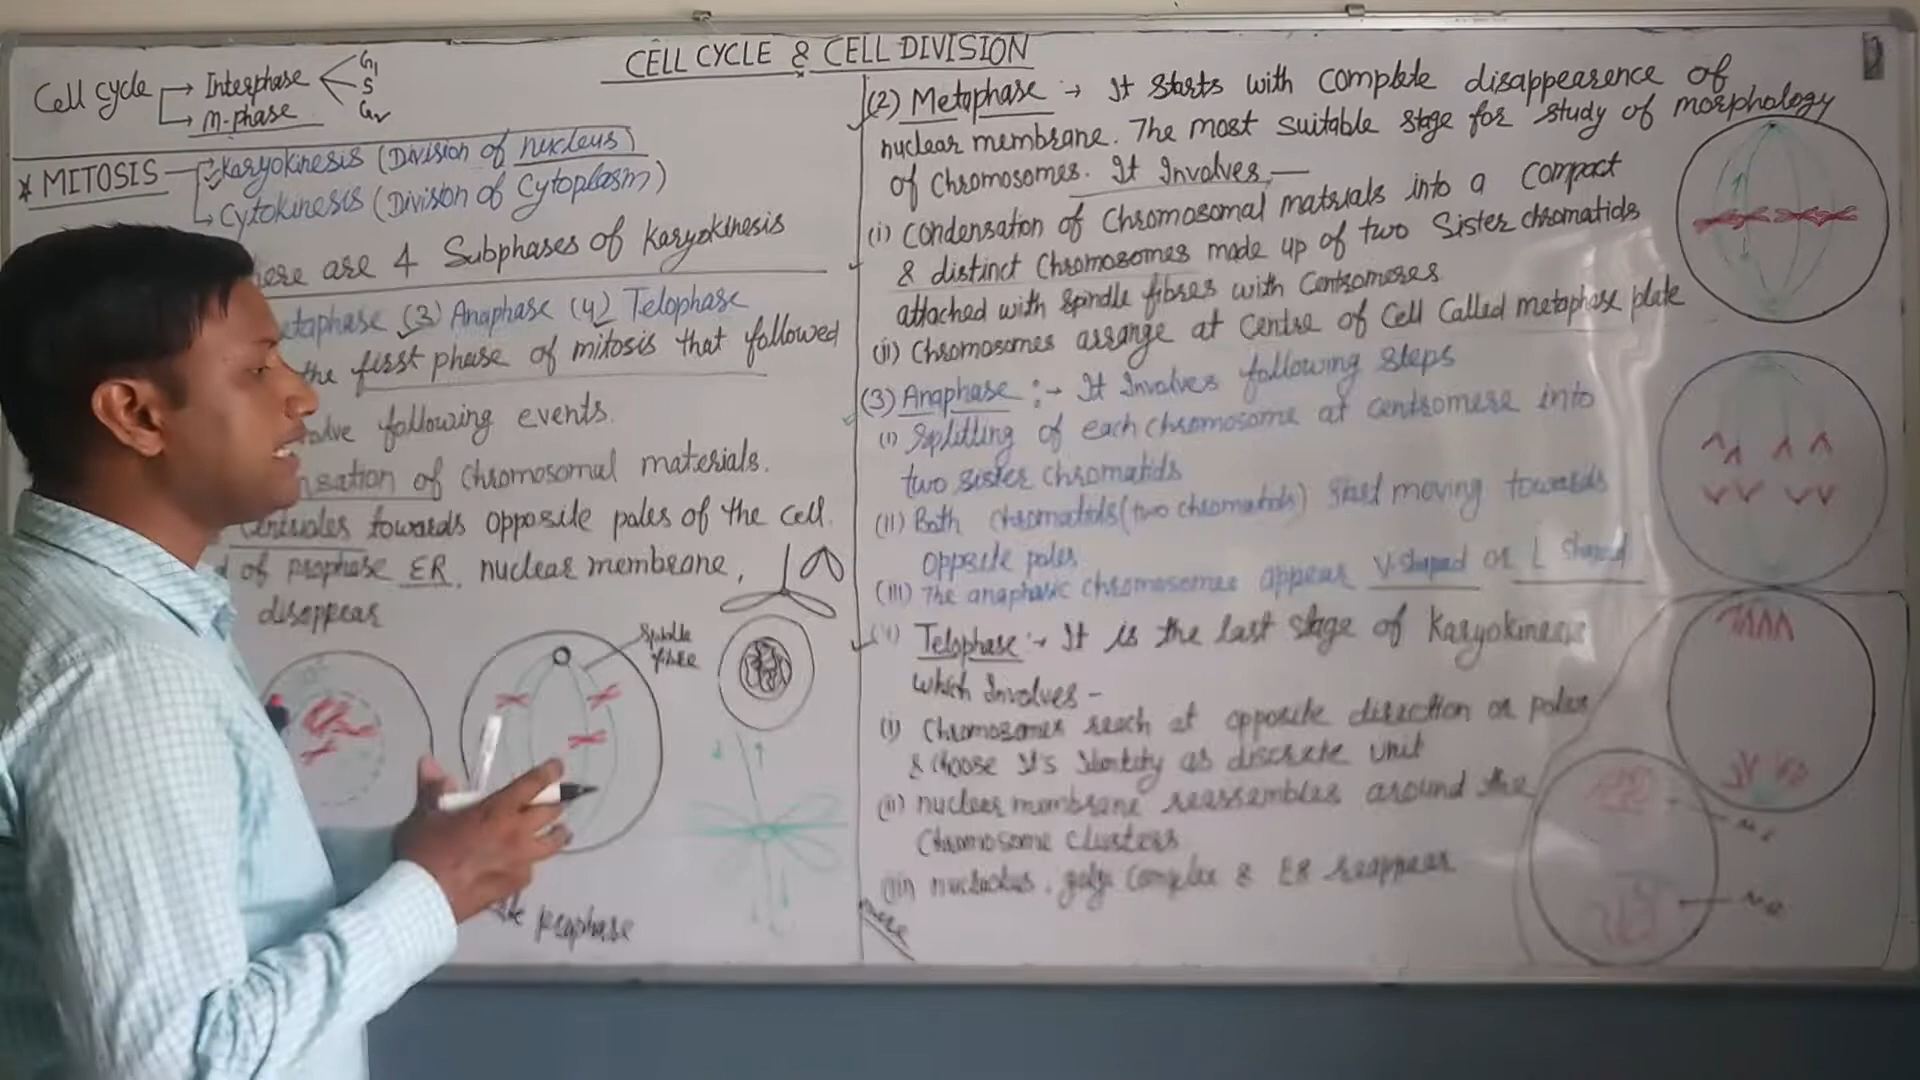 CELL CYCLE & CELL DIVISION
Cell cycle → Interphase
G1
S
G2
→ M-phase
* MITOSIS → Karyokinesis (Division of nucleus)
→ Cytokinesis (Division of Cytoplasm)
ere are 4 Subphases of Karyokinesis
etaphase (3) Anaphase (4) Telophase
the first phase of mitosis that followed
olve following events.
nsation of chromosomal materials.
Centrioles towards opposite poles of the cell.
d of prophase ER, nuclear membrane,
disappear
Spindle
fibre
prophase
(2) Metaphase → It starts with complete disappearence of
nuclear membrane. The most suitable stage for study of morphology
of chromosomes. It Involves —
(i) Condensation of Chromosomal matrials into a compact
& distinct Chromosomes made up of two Sister chromatids
attached with spindle fibres with Centromeres
(ii) Chromosomes arrange at Centre of Cell Called metaphase plate
(3) Anaphase :→ It Involves following steps
(i) Splitting of each chromosome at centromere into
two sister chromatids
(ii) Both chromatids (two chromatids) start moving towards
opposite poles
(iii) The anaphasic chromosomes appear V-shaped or L shaped
Telophase :→ It is the last stage of Karyokinesis
which Involves -
(i) Chromosomes reach at opposite direction or poles
& loose It's Identity as discrete unit
(ii) nuclear membrane reassembles around the
Chromosome clusters
(iii) nucleolus, golgi Complex & ER reappear